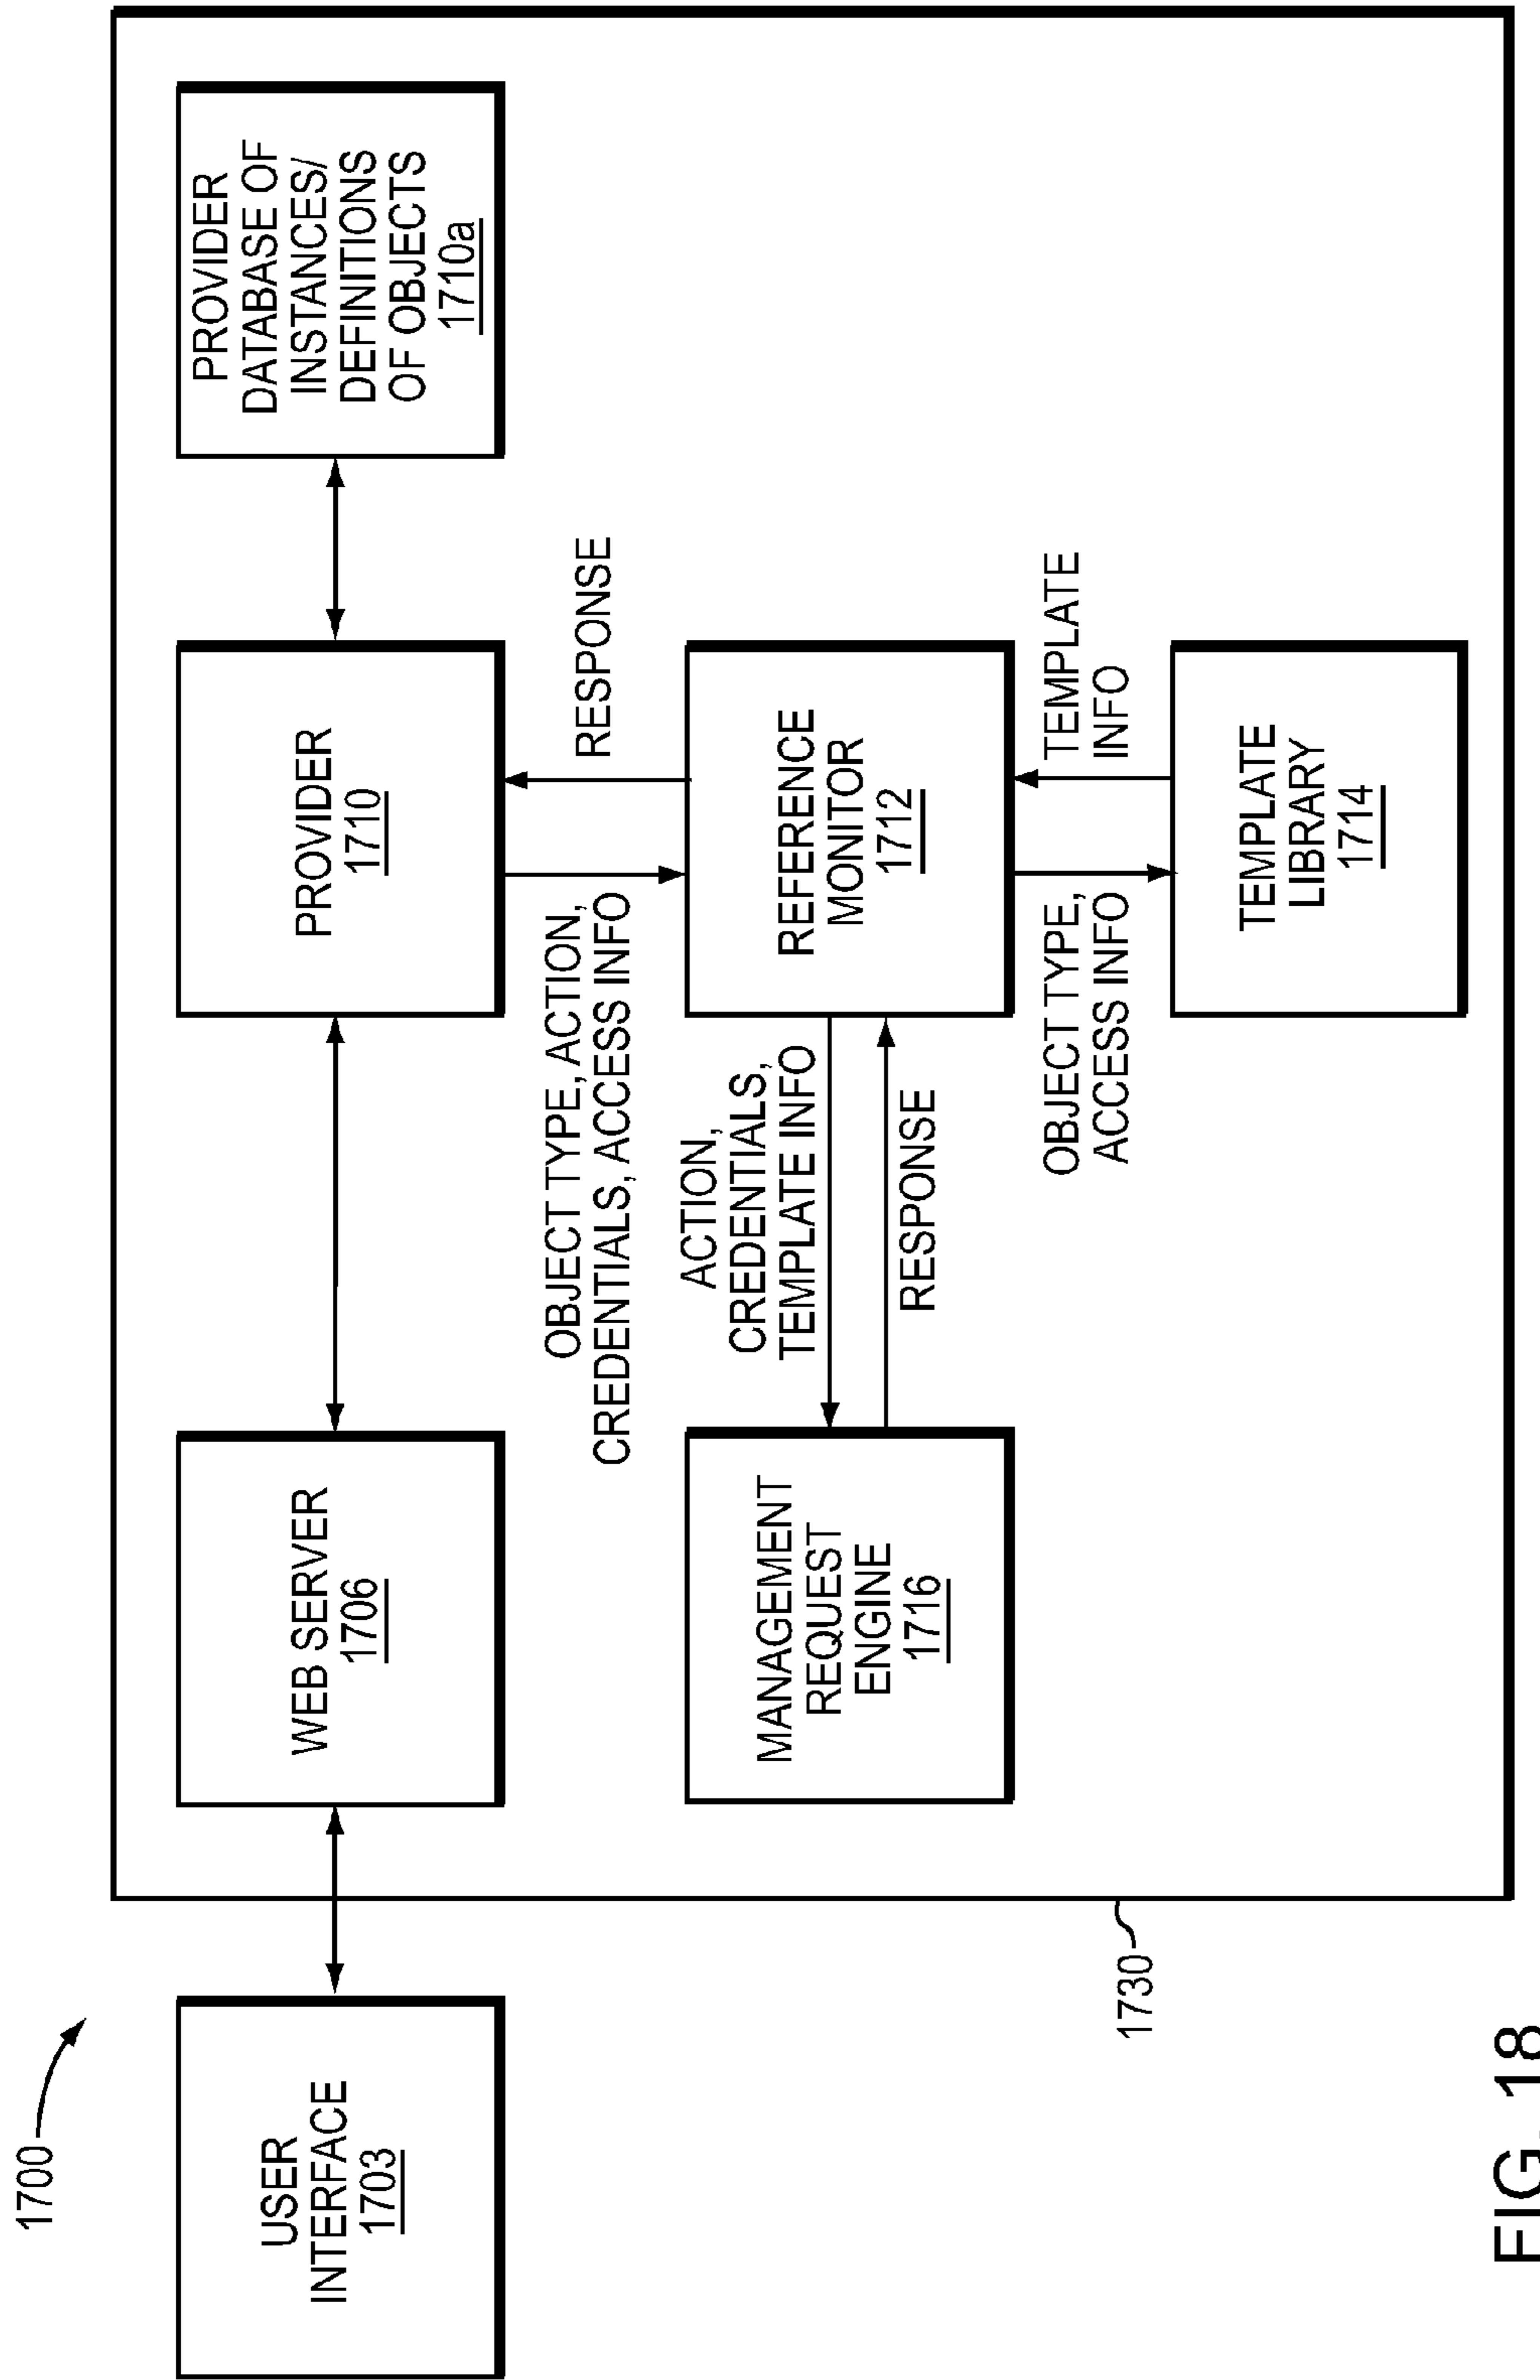 1700
USER
INTERFACE
1703
WEB SERVER
1706
PROVIDER
1710
PROVIDER
DATABASE OF
INSTANCES/
DEFINITIONS
OF OBJECTS
1710a
OBJECT TYPE, ACTION,
CREDENTIALS, ACCESS INFO
RESPONSE
MANAGEMENT
REQUEST
ENGINE
1716
ACTION,
CREDENTIALS,
TEMPLATE INFO
RESPONSE
REFERENCE
MONITOR
1712
OBJECT TYPE,
ACCESS INFO
TEMPLATE
INFO
TEMPLATE
LIBRARY
1714
1730
FIG. 18